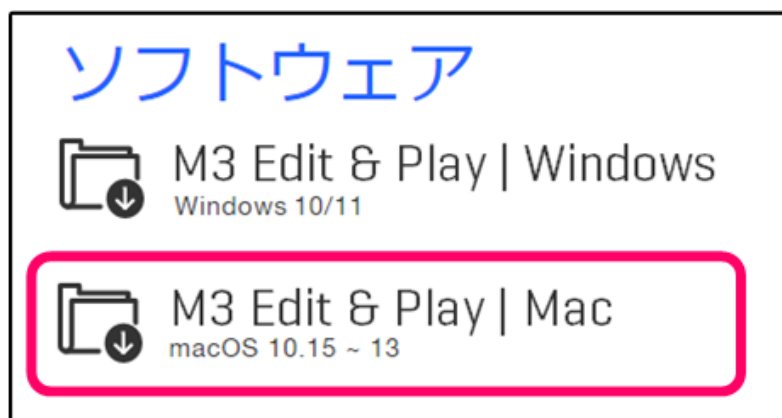 ソフトウェア
M3 Edit & Play | Windows
Windows 10/11
M3 Edit & Play | Mac
macOS 10.15 ~ 13